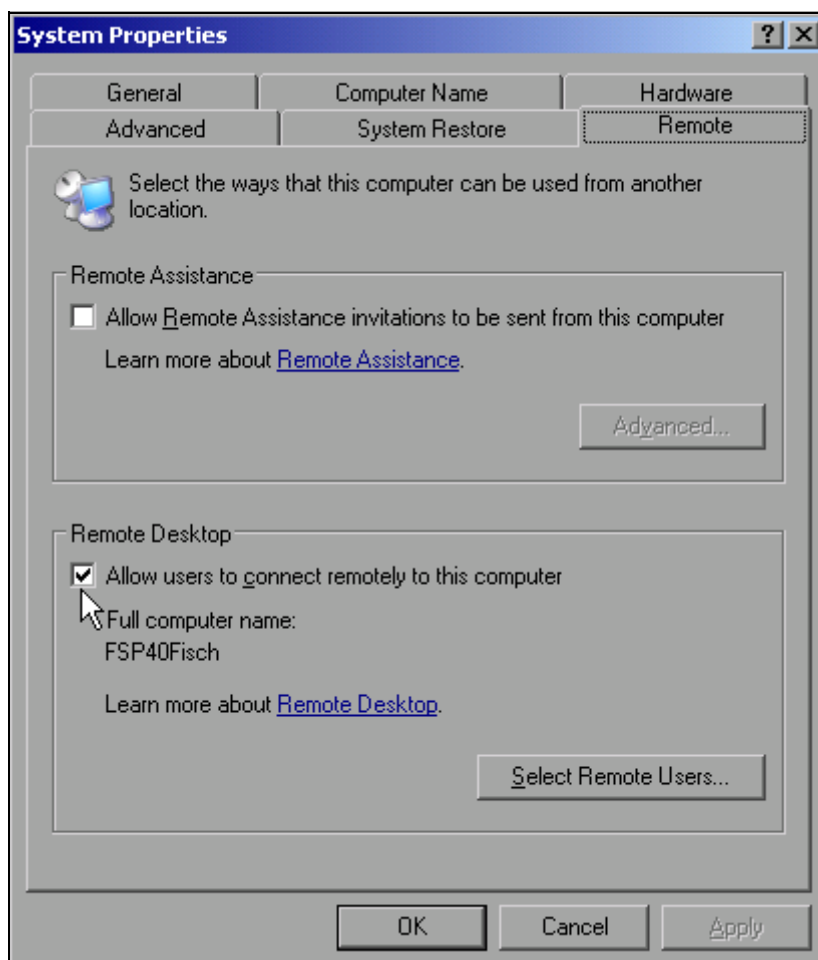 System Properties
General
Computer Name
Hardware
Advanced
System Restore
Remote
Select the ways that this computer can be used from another
location.
Remote Assistance
Allow Remote Assistance invitations to be sent from this computer
Learn more about Remote Assistance.
Advanced...
Remote Desktop
Allow users to connect remotely to this computer
Full computer name:
FSP40Fisch
Learn more about Remote Desktop.
Select Remote Users...
OK
Cancel
Apply